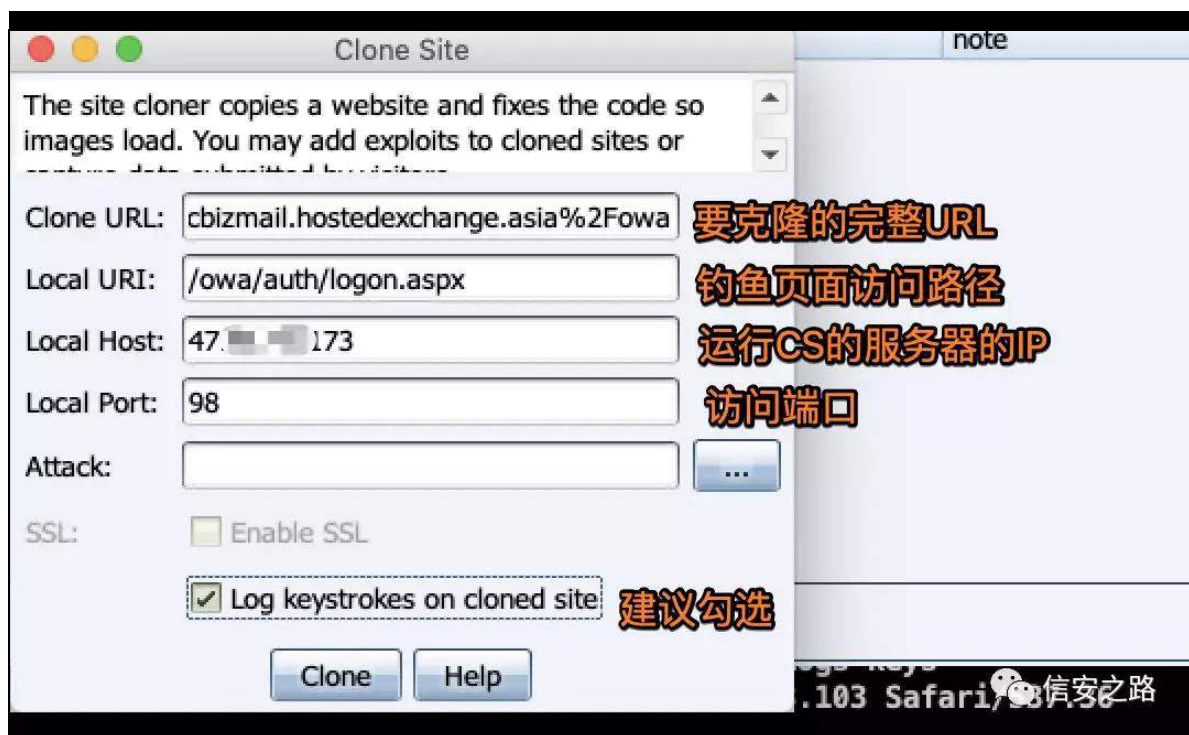 Clone Site
note
The site cloner copies a website and fixes the code so
images load. You may add exploits to cloned sites or
Clone URL: cbizmail.hostedexchange.asia%2Fowa 要克隆的完整URL
Local URI: /owa/auth/logon.aspx 钓鱼页面访问路径
Local Host: 47. 173 运行CS的服务器的IP
Local Port: 98 访问端口
Attack: ...
SSL: Enable SSL
Log keystrokes on cloned site 建议勾选
Clone Help
.103 Safari/537.36
信安之路